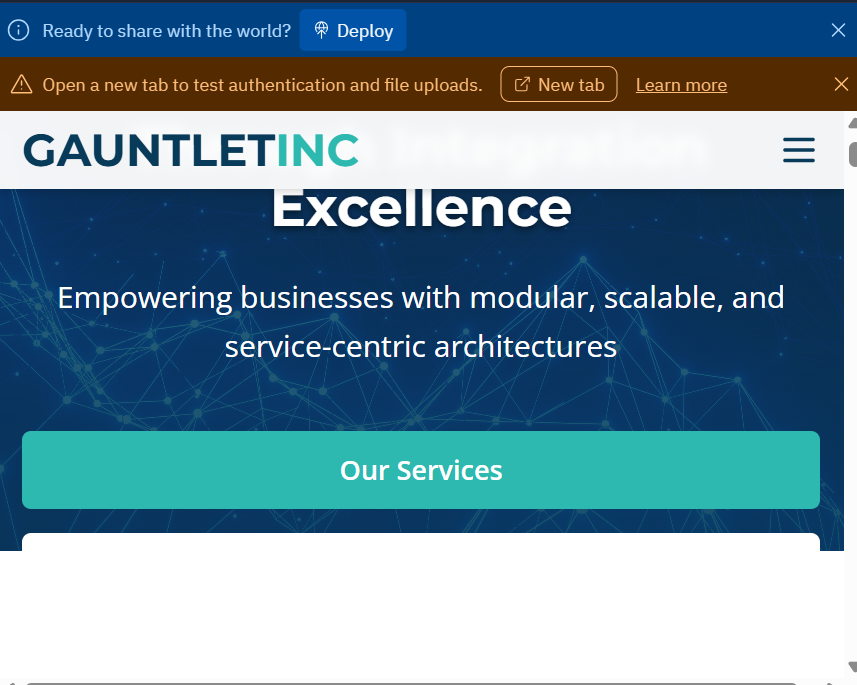 Ready to share with the world? Deploy
Open a new tab to test authentication and file uploads. New tab Learn more
GAUNTLETINC
Integration
Excellence
Empowering businesses with modular, scalable, and
service-centric architectures
Our Services